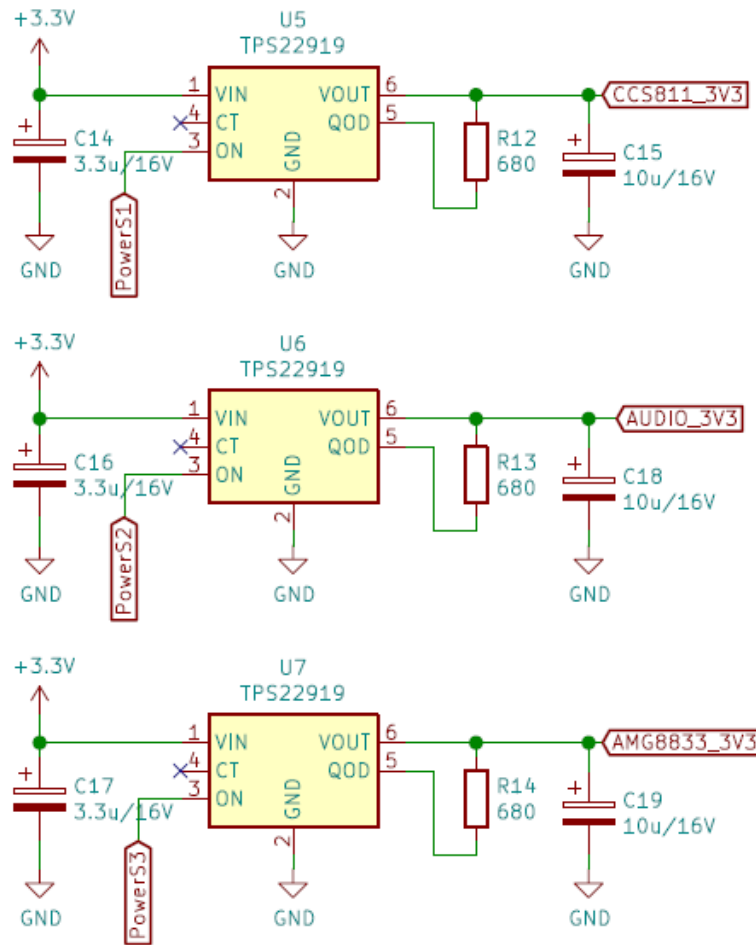 +3.3V
U5
TPS22919
1 VIN VOUT 6
4 CT QOD 5
3 ON GND
2
C14
3.3u/16V
R12
680
C15
10u/16V
CCS811_3V3
PowerS1
GND GND GND
+3.3V
U6
TPS22919
1 VIN VOUT 6
4 CT QOD 5
3 ON GND
2
C16
3.3u/16V
R13
680
C18
10u/16V
AUDIO_3V3
PowerS2
GND GND GND
+3.3V
U7
TPS22919
1 VIN VOUT 6
4 CT QOD 5
3 ON GND
2
C17
3.3u/16V
R14
680
C19
10u/16V
AMG8833_3V3
PowerS3
GND GND GND